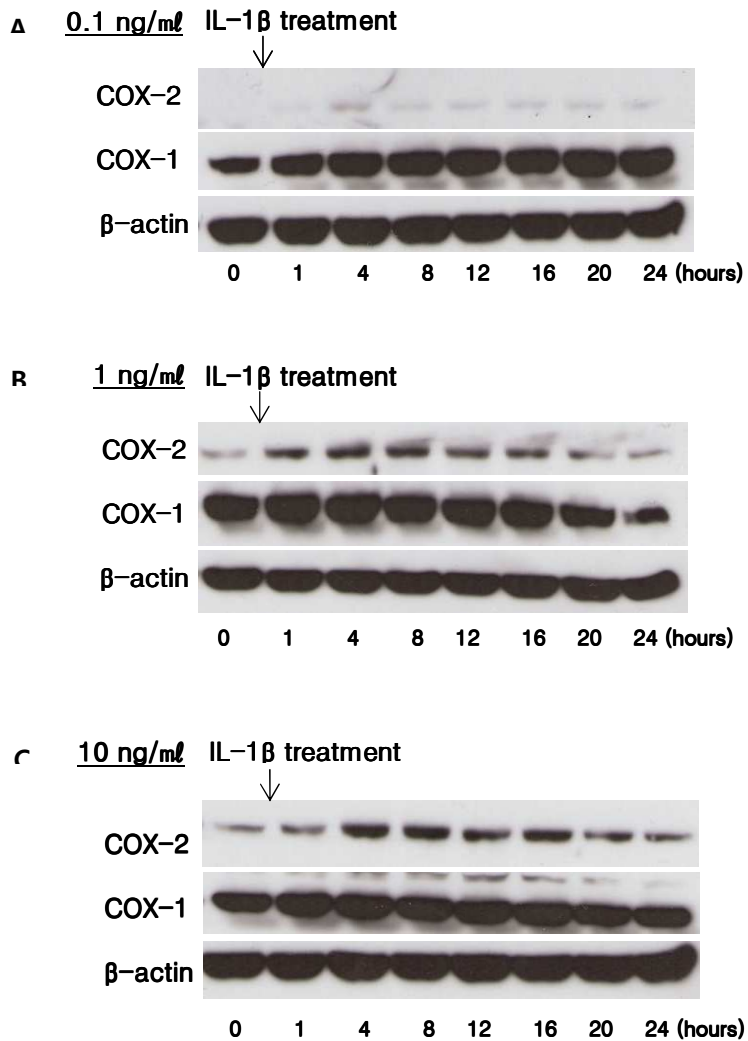 A 0.1 ng/㎖ IL-1β treatment
COX-2
COX-1
β-actin
0 1 4 8 12 16 20 24 (hours)
B 1 ng/㎖ IL-1β treatment
COX-2
COX-1
β-actin
0 1 4 8 12 16 20 24 (hours)
C 10 ng/㎖ IL-1β treatment
COX-2
COX-1
β-actin
0 1 4 8 12 16 20 24 (hours)